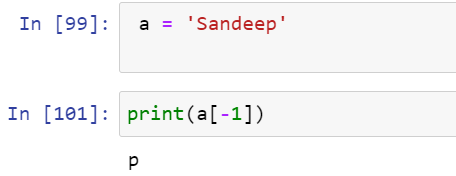 In [99]: a = 'Sandeep'
In [101]: print(a[-1])
p